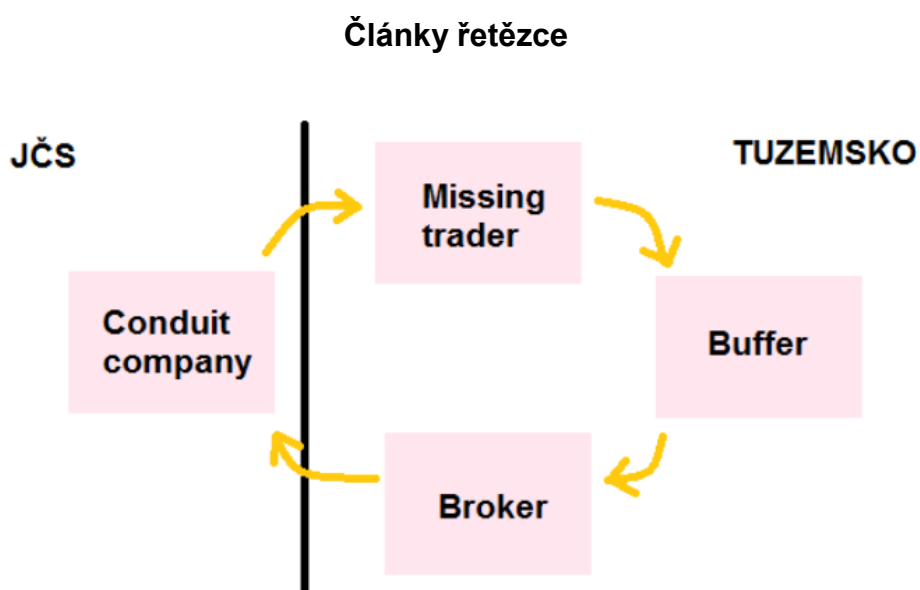 Články řetězce
JČS
TUZEMSKO
Missing
trader
Conduit
company
Buffer
Broker